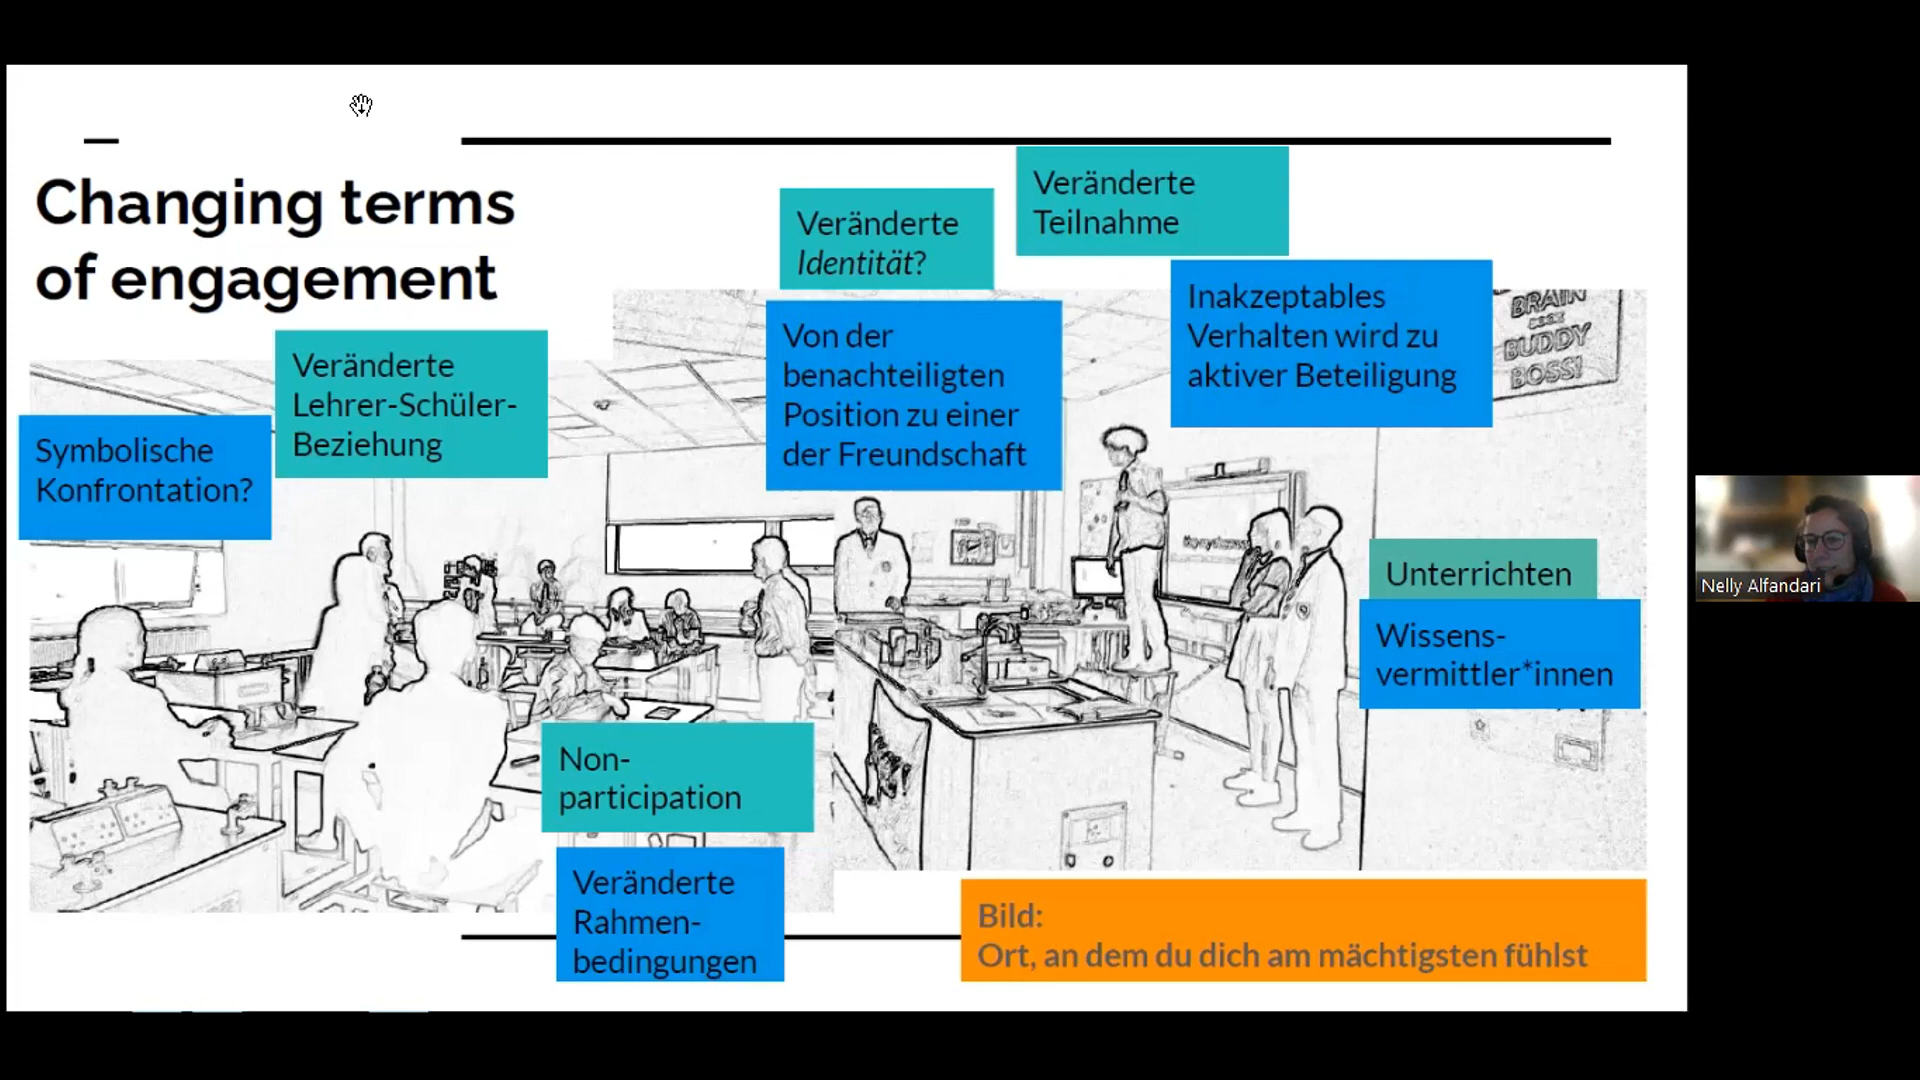 Changing terms
of engagement
Veränderte
Identität?
Veränderte
Teilnahme
Inakzeptables
Verhalten wird zu
aktiver Beteiligung
Von der
benachteiligten
Position zu einer
der Freundschaft
Veränderte
Lehrer-Schüler-
Beziehung
Symbolische
Konfrontation?
BRAIN
BUDDY
BOSS!
Unterrichten
Wissens-
vermittler*innen
Non-
participation
Veränderte
Rahmen-
bedingungen
Bild:
Ort, an dem du dich am mächtigsten fühlst
Nelly Alfandari